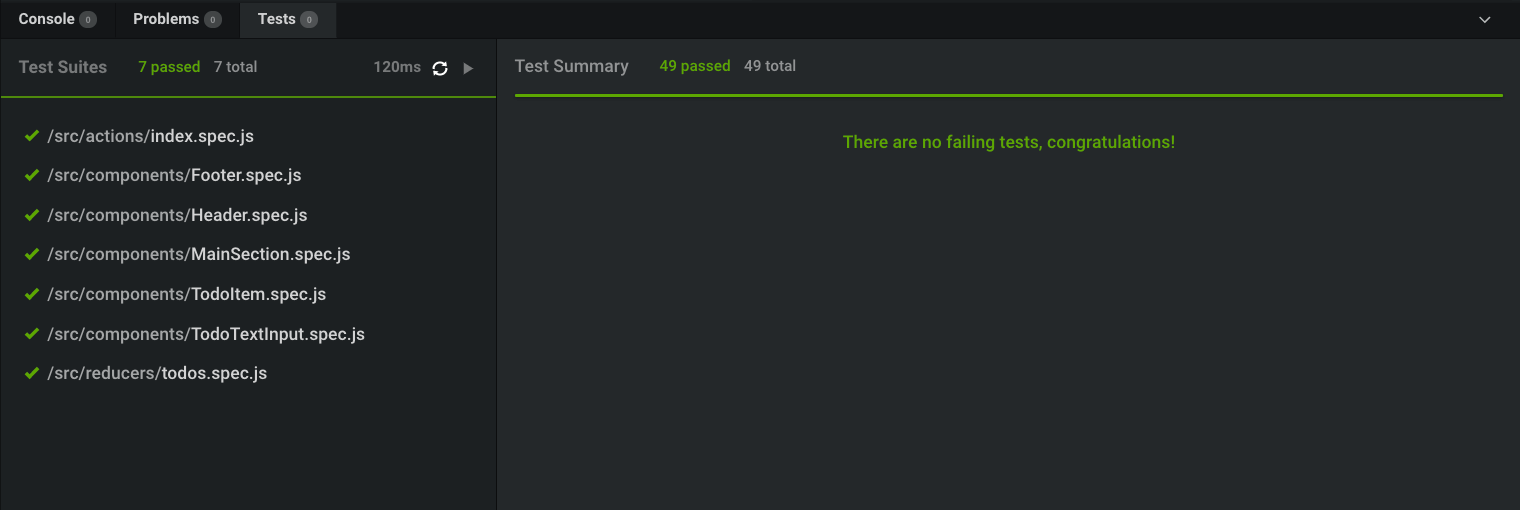 Console 0 Problems 0 Tests 0
Test Suites 7 passed 7 total 120ms
/src/actions/index.spec.js
/src/components/Footer.spec.js
/src/components/Header.spec.js
/src/components/MainSection.spec.js
/src/components/TodoItem.spec.js
/src/components/TodoTextInput.spec.js
/src/reducers/todos.spec.js
Test Summary 49 passed 49 total
There are no failing tests, congratulations!